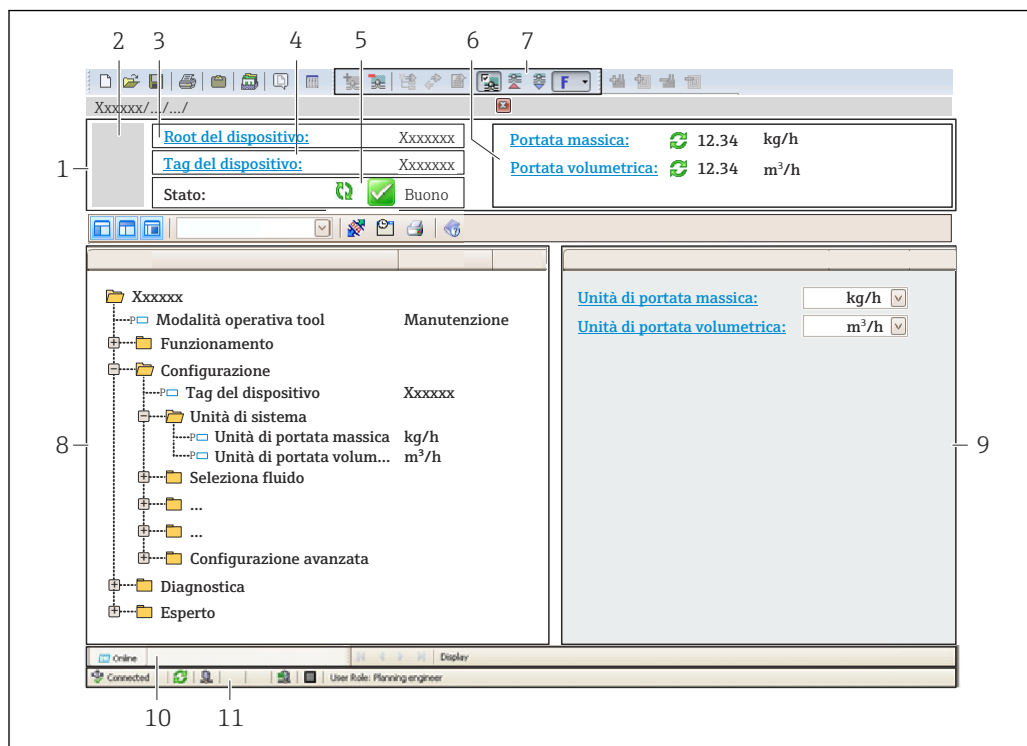 2 3 4 5 6 7
F
Xxxxxx/.../.../
1
Root del dispositivo: Xxxxxxx
Tag del dispositivo: Xxxxxxx
Stato: Buono
Portata massica: 12.34 kg/h
Portata volumetrica: 12.34 m³/h
Xxxxxx
P Modalità operativa tool Manutenzione
Funzionamento
Configurazione
P Tag del dispositivo Xxxxxx
Unità di sistema
P Unità di portata massica kg/h
P Unità di portata volum... m³/h
Seleziona fluido
...
...
Configurazione avanzata
Diagnostica
Esperto
Unità di portata massica: kg/h
Unità di portata volumetrica: m³/h
8
9
Online Display
Connected User Role: Planning engineer
10 11